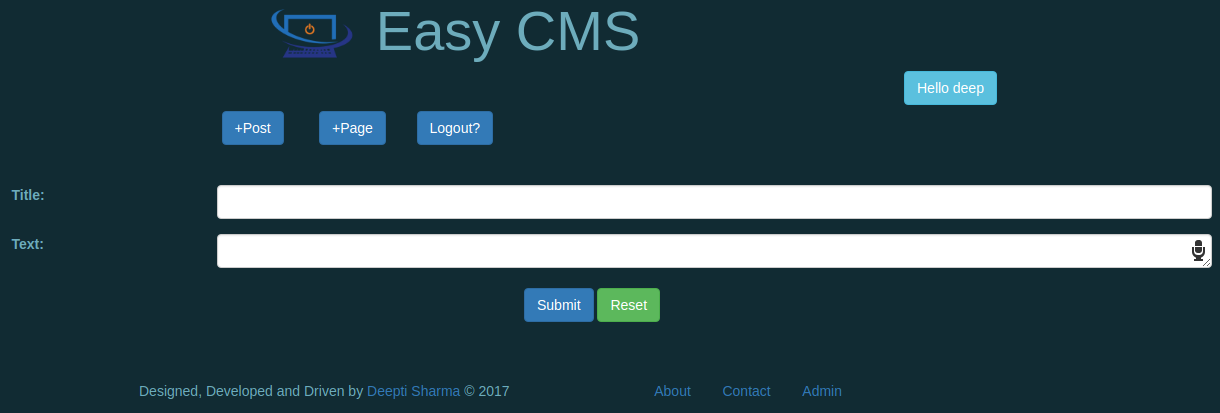 Easy CMS
Hello deep
+Post +Page Logout?
Title:
Text:
Submit Reset
Designed, Developed and Driven by Deepti Sharma © 2017 About Contact Admin